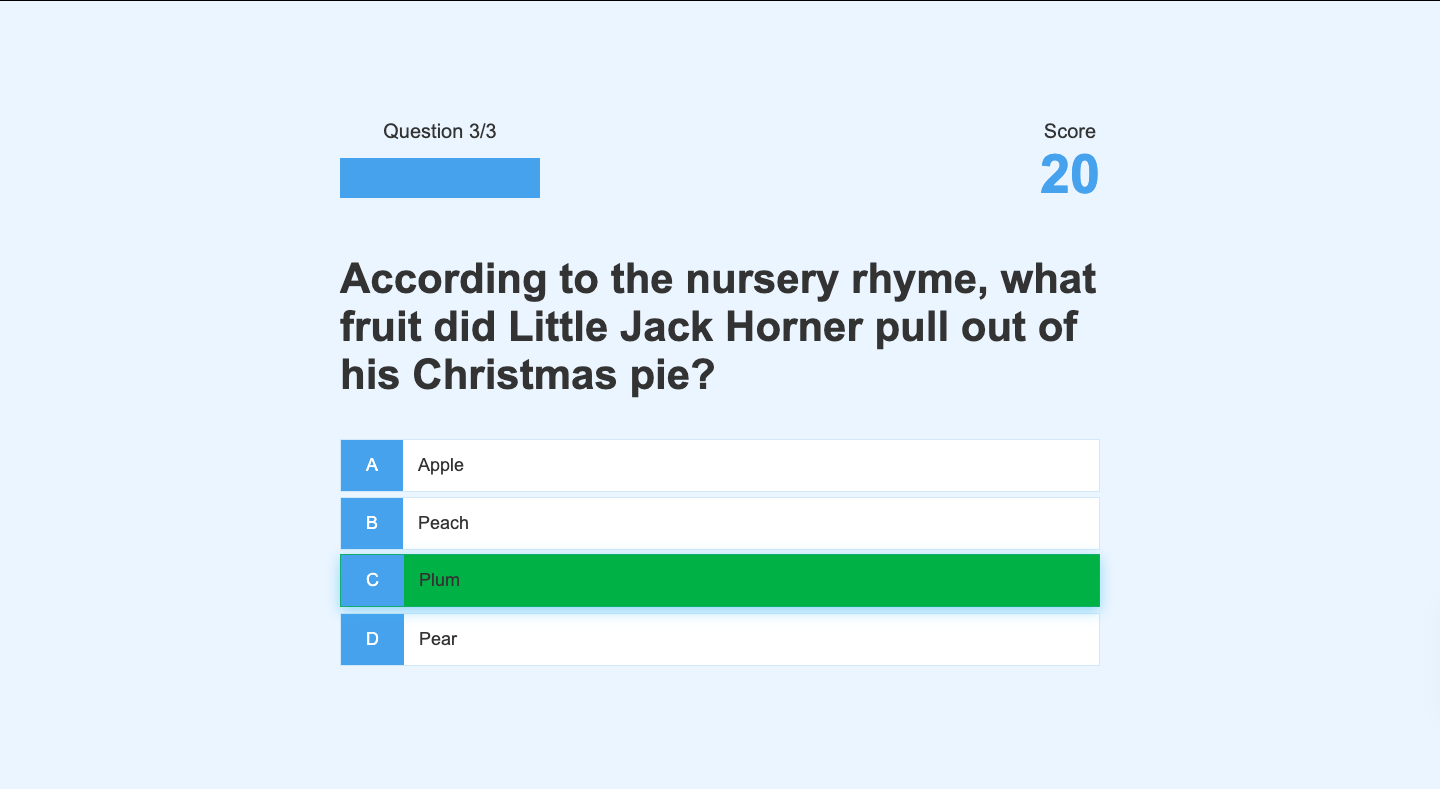 Question 3/3
Score
20
According to the nursery rhyme, what
fruit did Little Jack Horner pull out of
his Christmas pie?
A Apple
B Peach
C Plum
D Pear